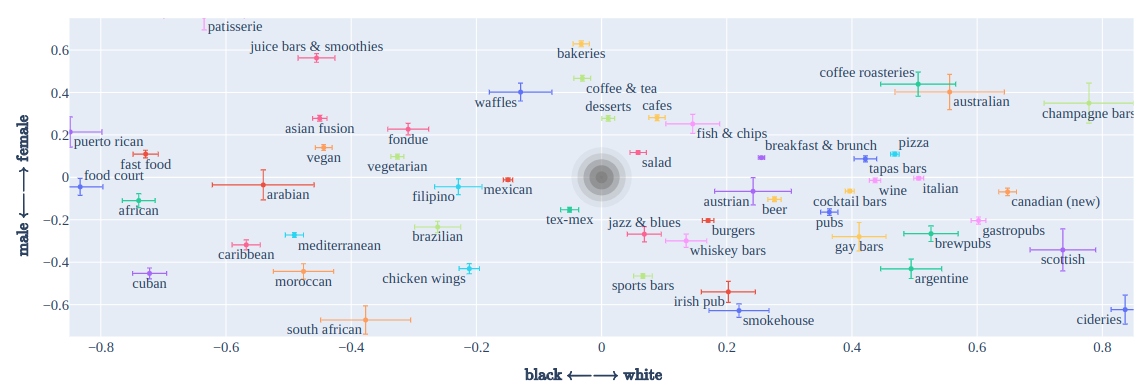 patisserie
juice bars & smoothies
bakeries
coffee & tea
desserts
cafes
waffles
coffee roasteries
australian
champagne bars
puerto rican
asian fusion
fondue
fish & chips
fast food
vegan
vegetarian
salad
breakfast & brunch
pizza
food court
arabian
filipino
mexican
austrian
tapas bars
wine
italian
african
tex-mex
beer
cocktail bars
canadian (new)
mediterranean
brazilian
jazz & blues
burgers
pubs
gastropubs
caribbean
whiskey bars
gay bars
brewpubs
scottish
cuban
moroccan
chicken wings
sports bars
argentine
south african
irish pub
smokehouse
cideries
0.6
0.4
0.2
0
−0.2
−0.4
−0.6
−0.8
−0.6
−0.4
−0.2
0
0.2
0.4
0.6
0.8
male ⟵⟶ female
black ⟵⟶ white